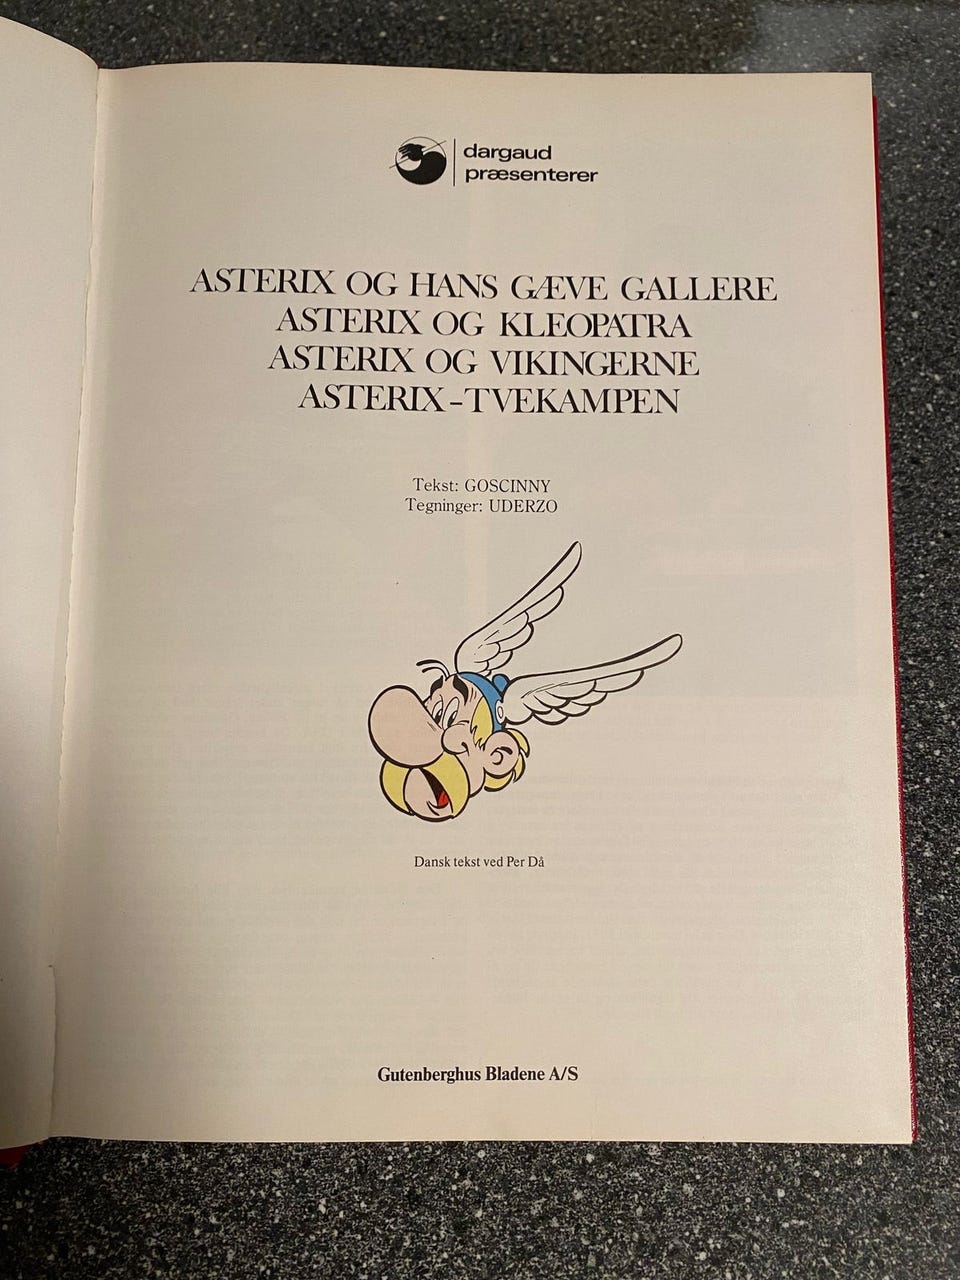 dargaud
præsenterer
ASTERIX OG HANS GÆVE GALLERE
ASTERIX OG KLEOPATRA
ASTERIX OG VIKINGERNE
ASTERIX-TVEKAMPEN
Tekst: GOSCINNY
Tegninger: UDERZO
Dansk tekst ved Per Då
Gutenberghus Bladene A/S